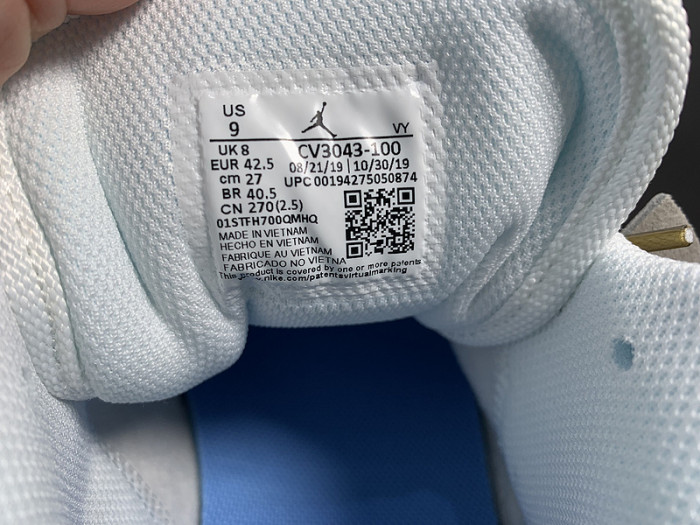 US
9
VY
UK 8
CV3043-100
EUR 42.5
08/21/19 | 10/30/19
cm 27
UPC 00194275050874
BR 40.5
CN 270(2.5)
01STFH700QMHQ
MADE IN VIETNAM
HECHO EN VIETNAM
FABRIQUE AU VIETNAM
FABRICADO NO VIETNA
This product is covered by one or more patents
.nike.com/patentsvirtualmarking